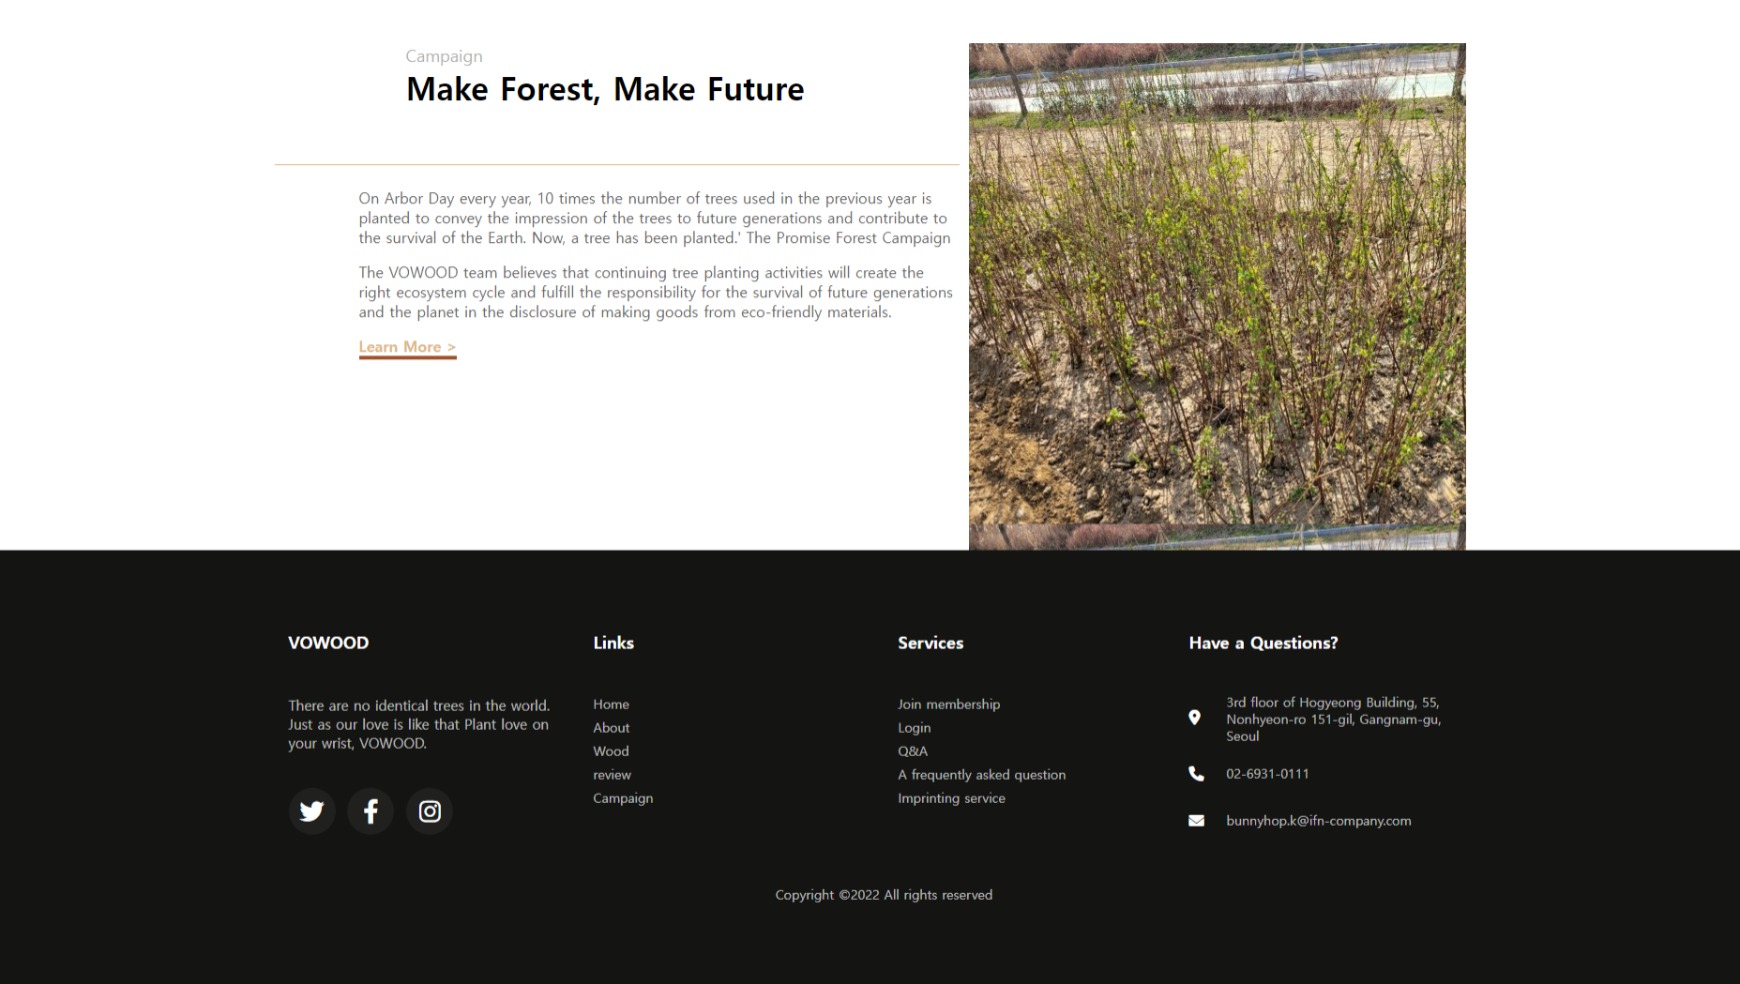 Campaign
Make Forest, Make Future
On Arbor Day every year, 10 times the number of trees used in the previous year is
planted to convey the impression of the trees to future generations and contribute to
the survival of the Earth. Now, a tree has been planted.' The Promise Forest Campaign
The VOWOOD team believes that continuing tree planting activities will create the
right ecosystem cycle and fulfill the responsibility for the survival of future generations
and the planet in the disclosure of making goods from eco-friendly materials.
Learn More >
VOWOOD
There are no identical trees in the world.
Just as our love is like that Plant love on
your wrist, VOWOOD.
Links
Home
About
Wood
review
Campaign
Services
Join membership
Login
Q&A
A frequently asked question
Imprinting service
Have a Questions?
3rd floor of Hogyeong Building, 55,
Nonhyeon-ro 151-gil, Gangnam-gu,
Seoul
02-6931-0111
bunnyhop.k@ifn-company.com
Copyright ©2022 All rights reserved